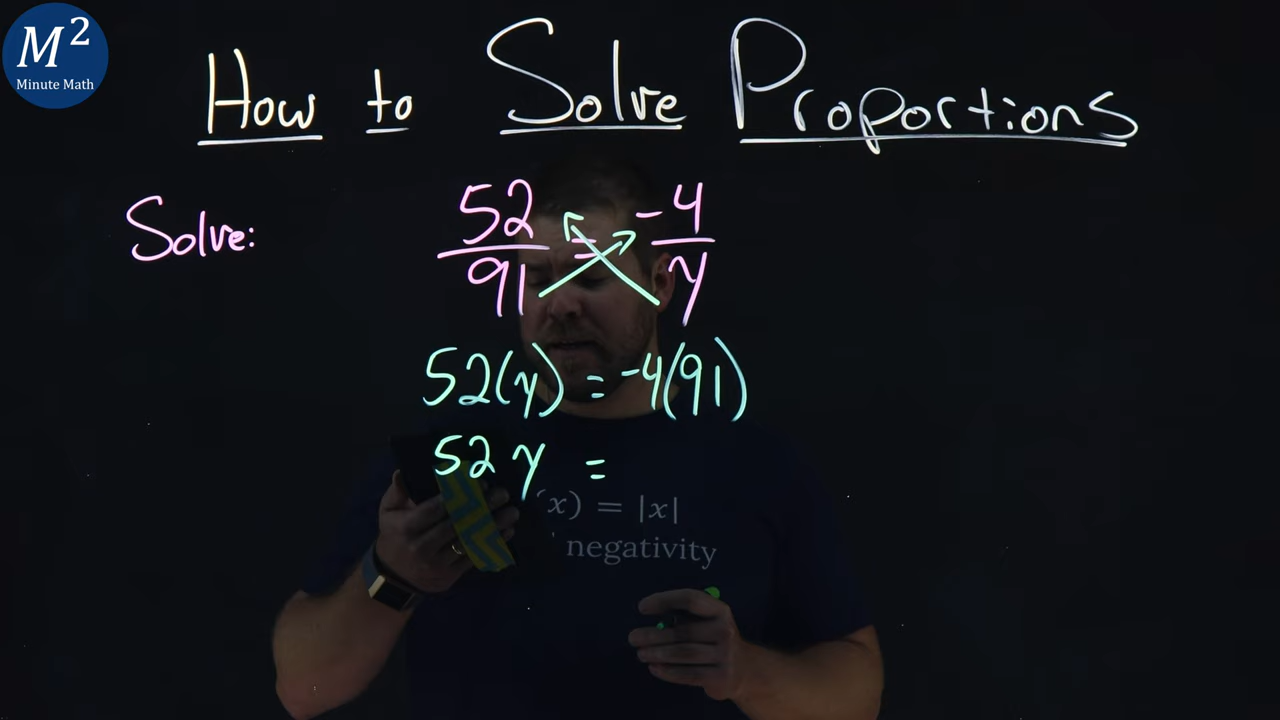 M²
Minute Math
How to Solve Proportions
Solve: 52/91 = -4/y
52(y) = -4(91)
52y =
(x) = |x|
negativity